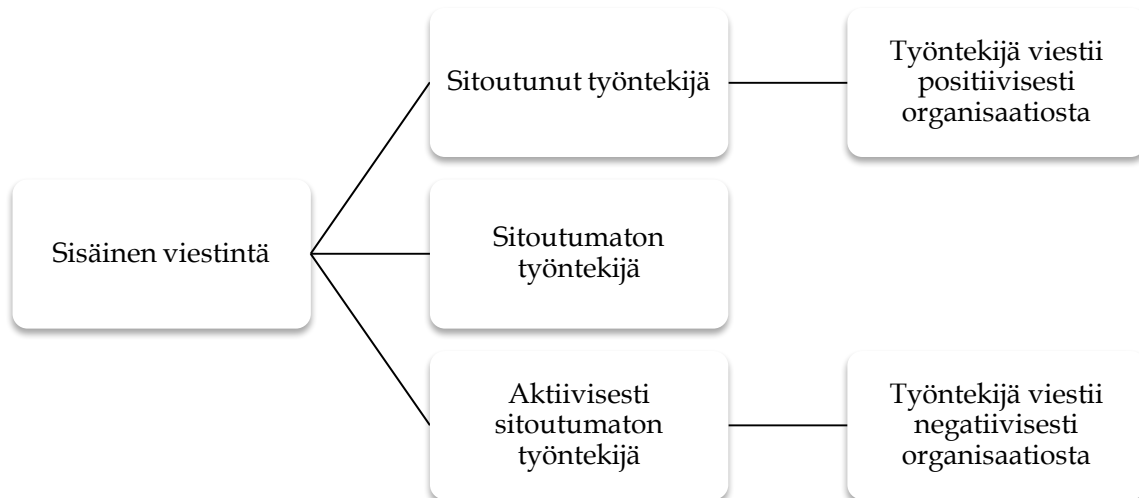 Sisäinen viestintä
Sitoutunut työntekijä
Työntekijä viestii
positiivisesti
organisaatiosta
Sitoutumaton
työntekijä
Aktiivisesti
sitoutumaton
työntekijä
Työntekijä viestii
negatiivisesti
organisaatiosta